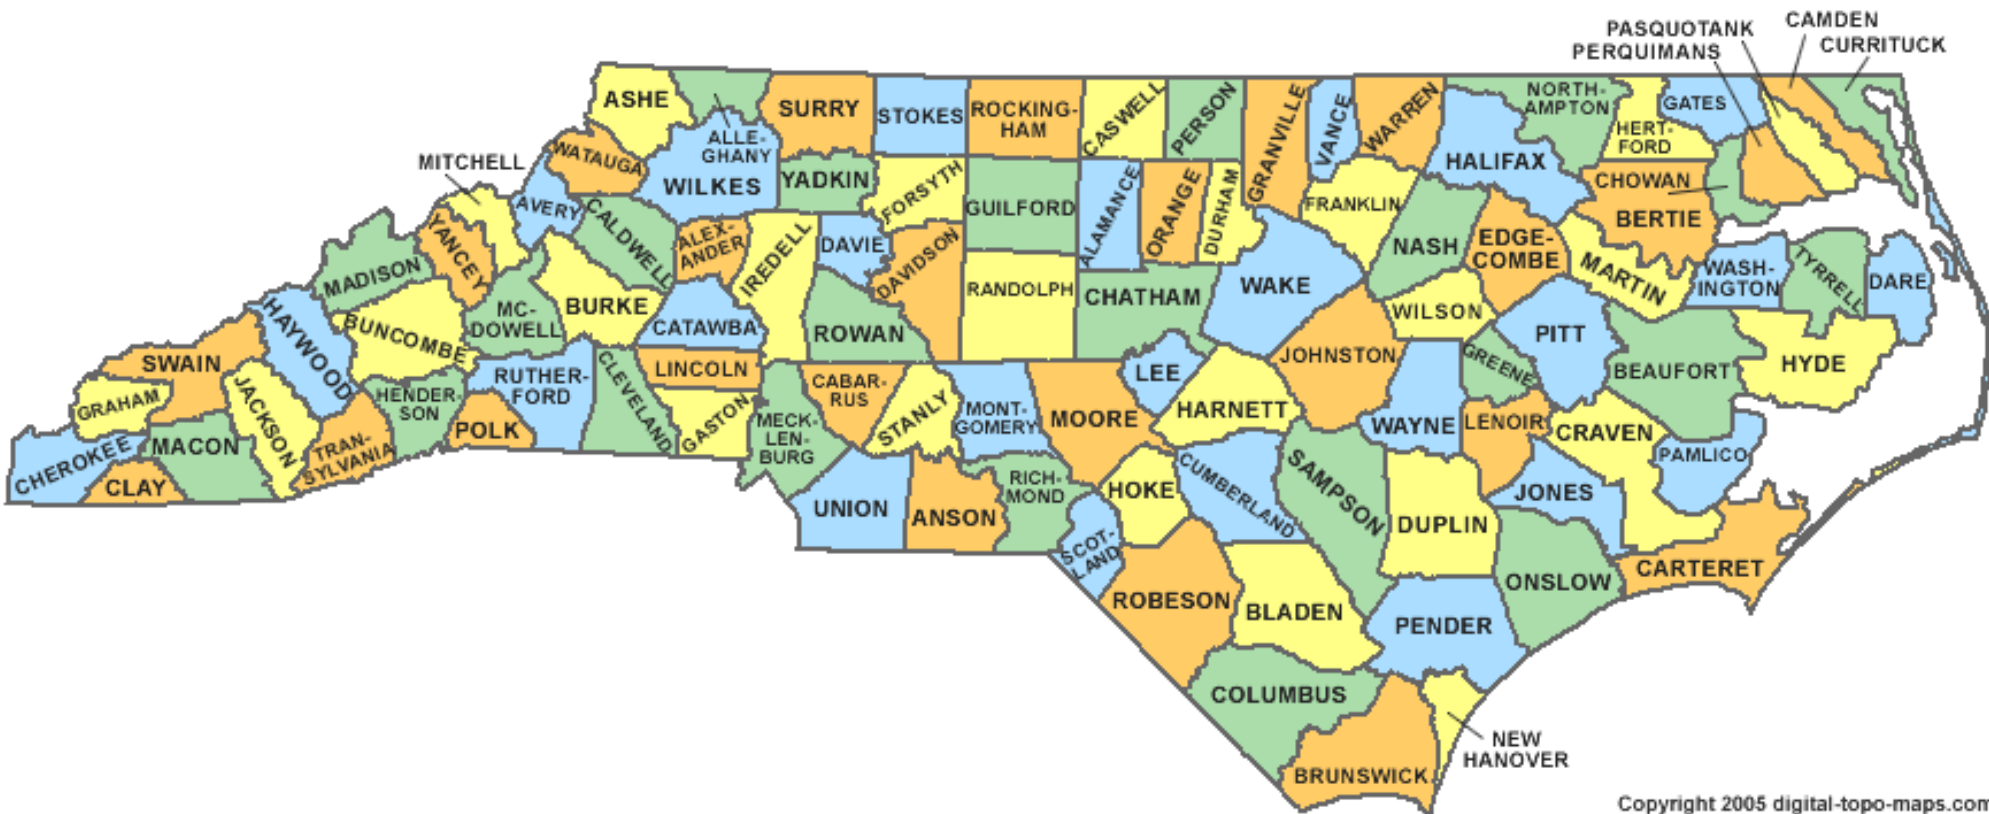 CAMDEN
PASQUOTANK
CURRITUCK
PERQUIMANS
ASHE
ALLE-
GHANY
SURRY
STOKES
ROCKING-
HAM
CASWELL
PERSON
GRANVILLE
VANCE
WARREN
NORTH-
AMPTON
HERT-
FORD
GATES
HALIFAX
MITCHELL
WATAUGA
WILKES
YADKIN
FORSYTH
GUILFORD
ALAMANCE
ORANGE
DURHAM
FRANKLIN
NASH
EDGE-
COMBE
CHOWAN
BERTIE
MARTIN
WASH-
INGTON
TYRRELL
DARE
AVERY
CALDWELL
ALEX-
ANDER
IREDELL
DAVIE
DAVIDSON
RANDOLPH
CHATHAM
WAKE
WILSON
PITT
YANCEY
MADISON
HAYWOOD
BUNCOMBE
MC-
DOWELL
BURKE
CATAWBA
ROWAN
JOHNSTON
GREENE
BEAUFORT
HYDE
SWAIN
GRAHAM
JACKSON
HENDER-
SON
RUTHER-
FORD
CLEVELAND
LINCOLN
GASTON
MECK-
LEN-
BURG
CABAR-
RUS
STANLY
MONT-
GOMERY
MOORE
LEE
HARNETT
WAYNE
LENOIR
CRAVEN
PAMLICO
CHEROKEE
MACON
CLAY
TRAN-
SYLVANIA
POLK
UNION
ANSON
RICH-
MOND
HOKE
CUMBERLAND
SAMPSON
DUPLIN
JONES
SCOT-
LAND
ROBESON
BLADEN
PENDER
ONSLOW
CARTERET
COLUMBUS
BRUNSWICK
NEW
HANOVER
Copyright 2005 digital-topo-maps.com